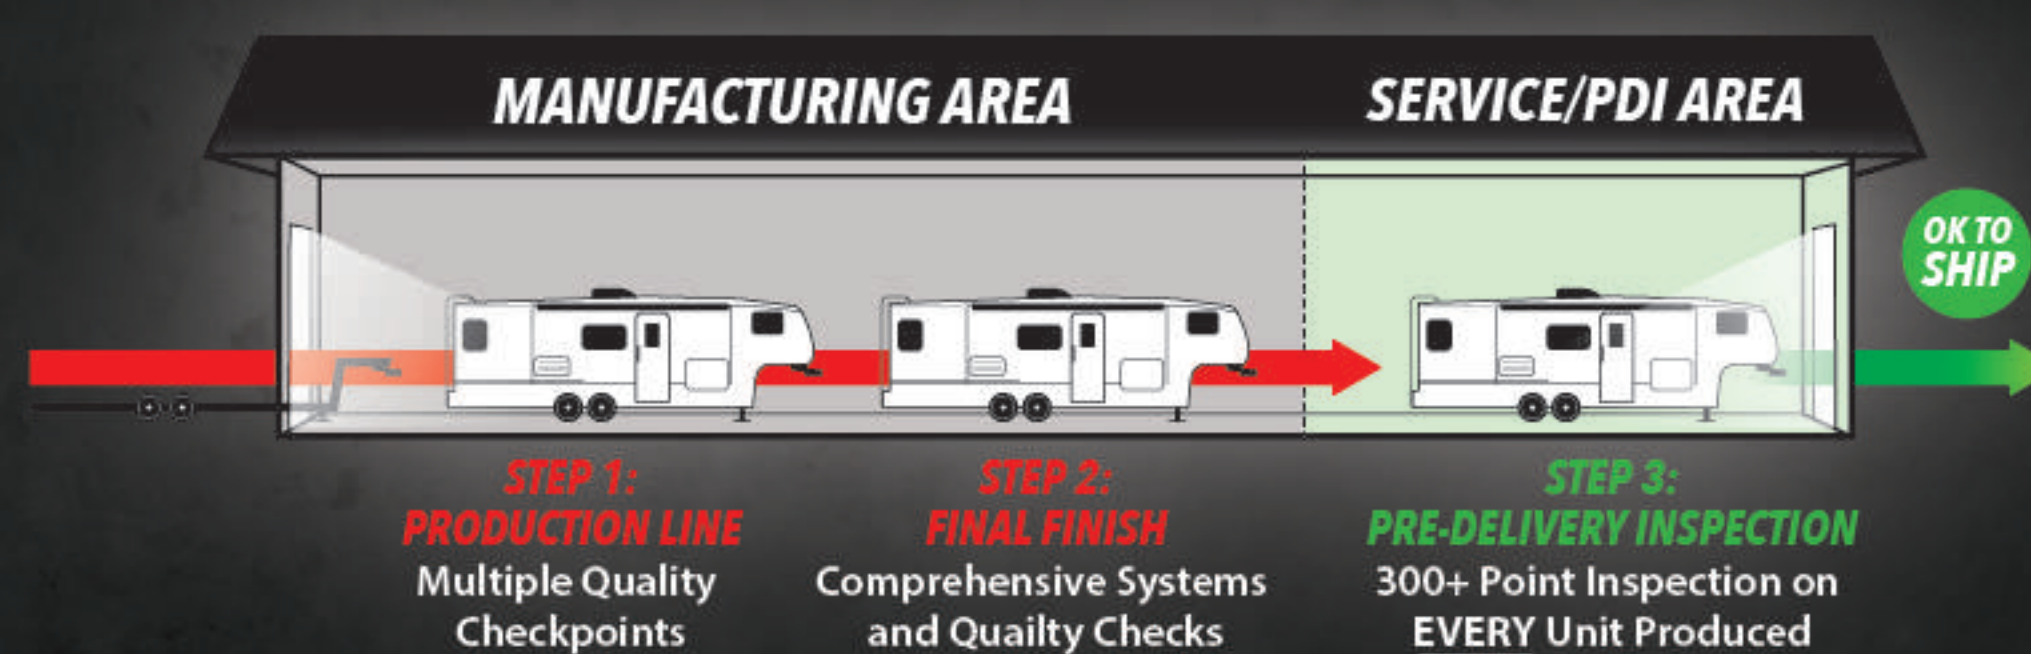 MANUFACTURING AREA
SERVICE/PDI AREA
OK TO
SHIP
STEP 1:
PRODUCTION LINE
Multiple Quality
Checkpoints
STEP 2:
FINAL FINISH
Comprehensive Systems
and Quailty Checks
STEP 3:
PRE-DELIVERY INSPECTION
300+ Point Inspection on
EVERY Unit Produced